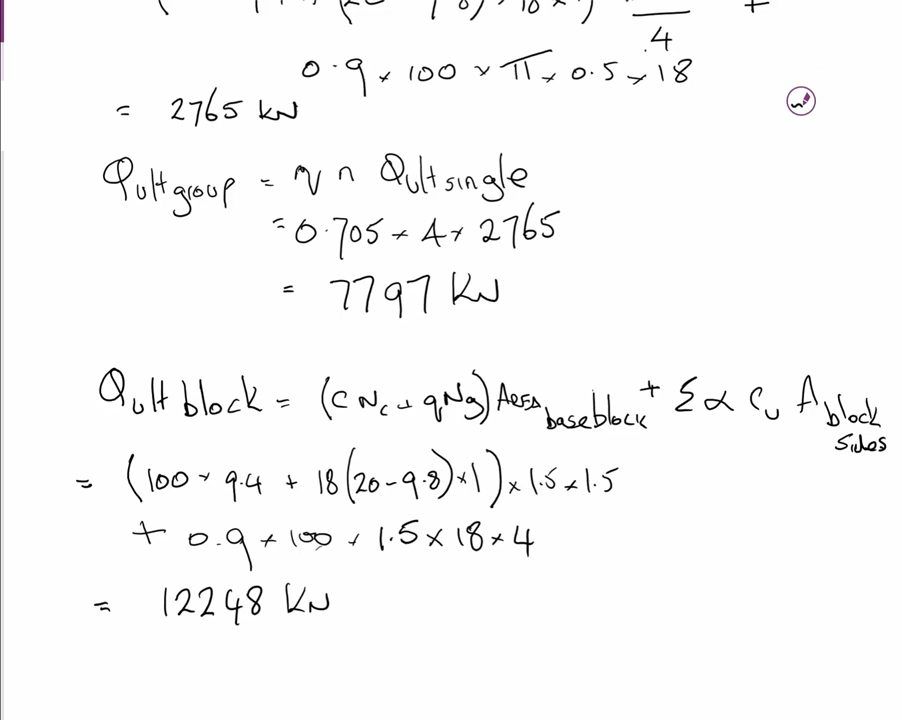 4
0.9 × 100 × π × 0.5 × 18
= 2765 kN
Qult group = η n Qult single
= 0.705 × 4 × 2765
= 7797 kN
Qult block = (C Nc + q Nq) Area base block + Σ α Cu A block sides
= (100 × 9.4 + 18(20 - 9.8) × 1) × 1.5 × 1.5
+ 0.9 × 100 × 1.5 × 18 × 4
= 12248 kN